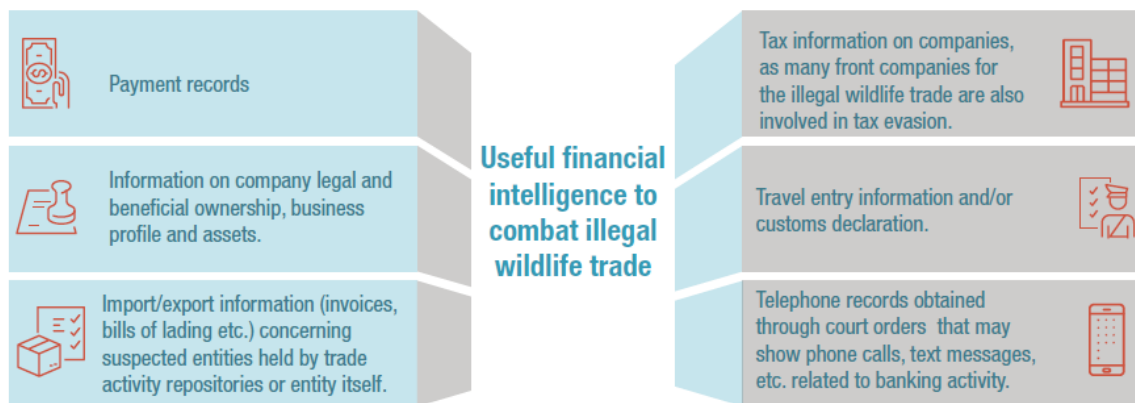 Payment records
Information on company legal and
beneficial ownership, business
profile and assets.
Import/export information (invoices,
bills of lading etc.) concerning
suspected entities held by trade
activity repositories or entity itself.
Useful financial
intelligence to
combat illegal
wildlife trade
Tax information on companies,
as many front companies for
the illegal wildlife trade are also
involved in tax evasion.
Travel entry information and/or
customs declaration.
Telephone records obtained
through court orders that may
show phone calls, text messages,
etc. related to banking activity.